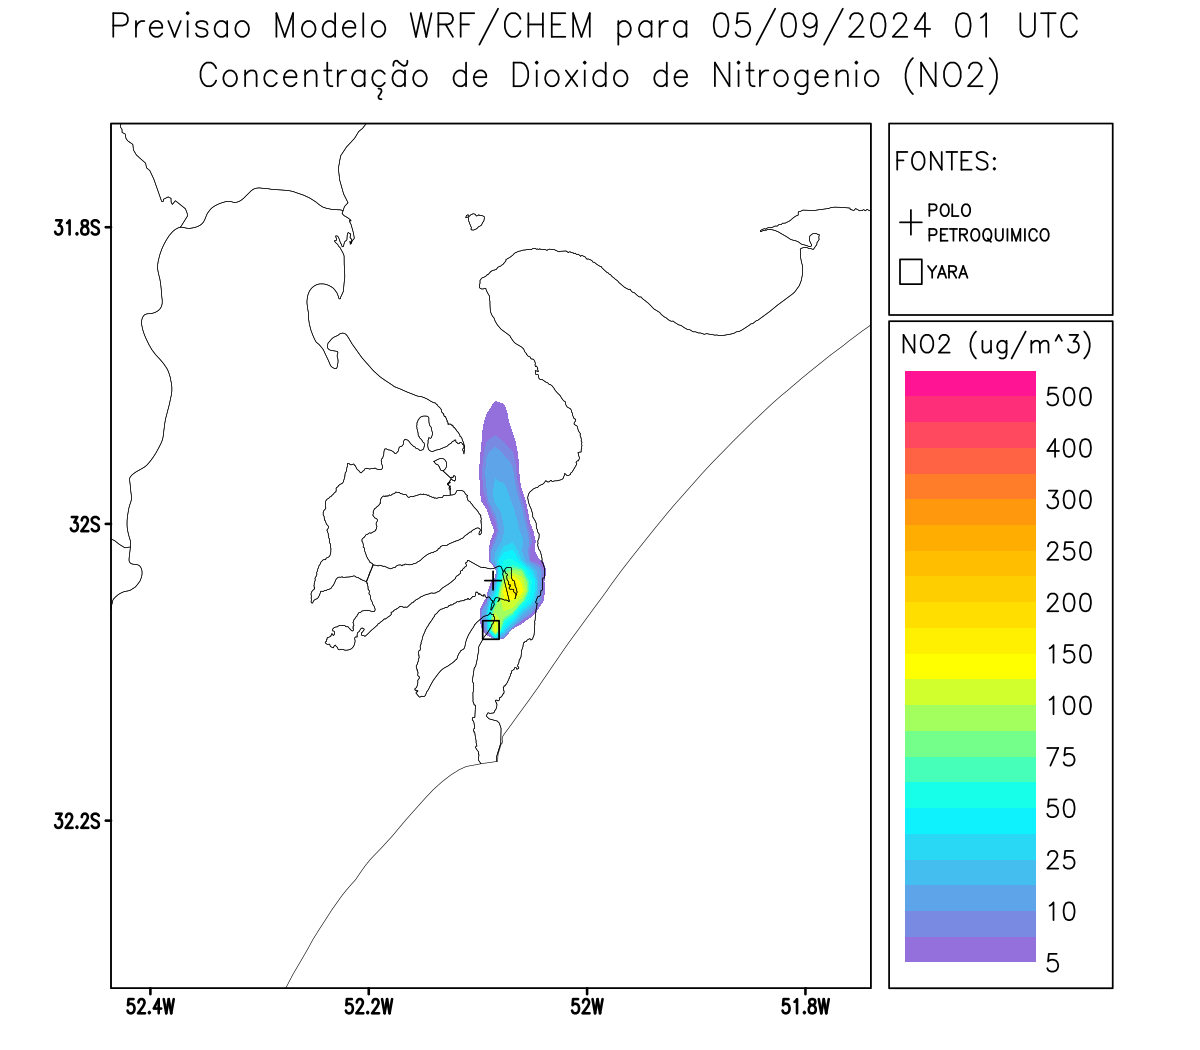 Previsao Modelo WRF/CHEM para 05/09/2024 01 UTC
Concentração de Dioxido de Nitrogenio (NO2)
FONTES:
POLO
PETROQUIMICO
YARA
NO2 (ug/m^3)
500
400
300
250
200
150
100
75
50
25
10
5
31.8S
32S
32.2S
52.4W
52.2W
52W
51.8W